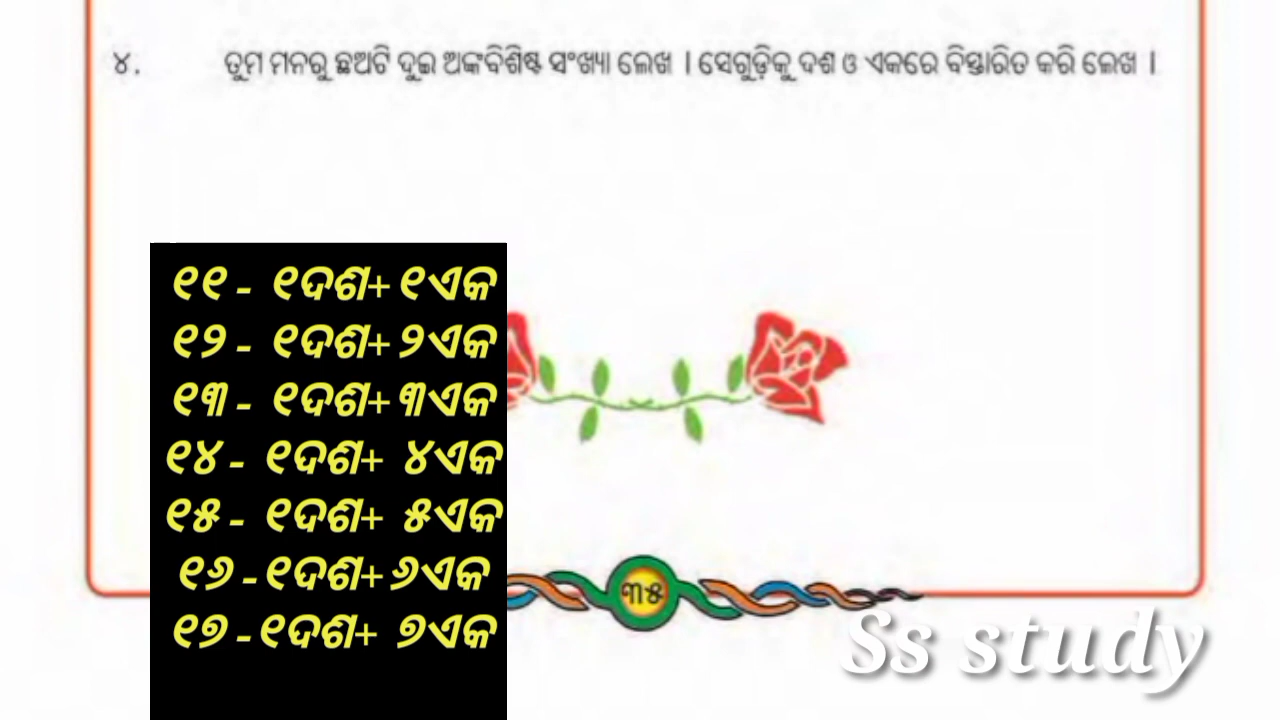 ୪. ତୁମ ମନରୁ ଛଅଟି ଦୁଇ ଅଙ୍କବିଶିଷ୍ଟ ସଂଖ୍ୟା ଲେଖ । ସେଗୁଡ଼ିକୁ ଦଶ ଓ ଏକରେ ବିସ୍ତାରିତ କରି ଲେଖ ।
୧୧ - ୧ଦଶ+ ୧ଏକ
୧୨ - ୧ଦଶ+ ୨ଏକ
୧୩ - ୧ଦଶ+ ୩ଏକ
୧୪ - ୧ଦଶ+ ୪ଏକ
୧୫ - ୧ଦଶ+ ୫ଏକ
୧୬ - ୧ଦଶ+ ୬ଏକ
୧୭ - ୧ଦଶ+ ୭ଏକ
୩୫
Ss study